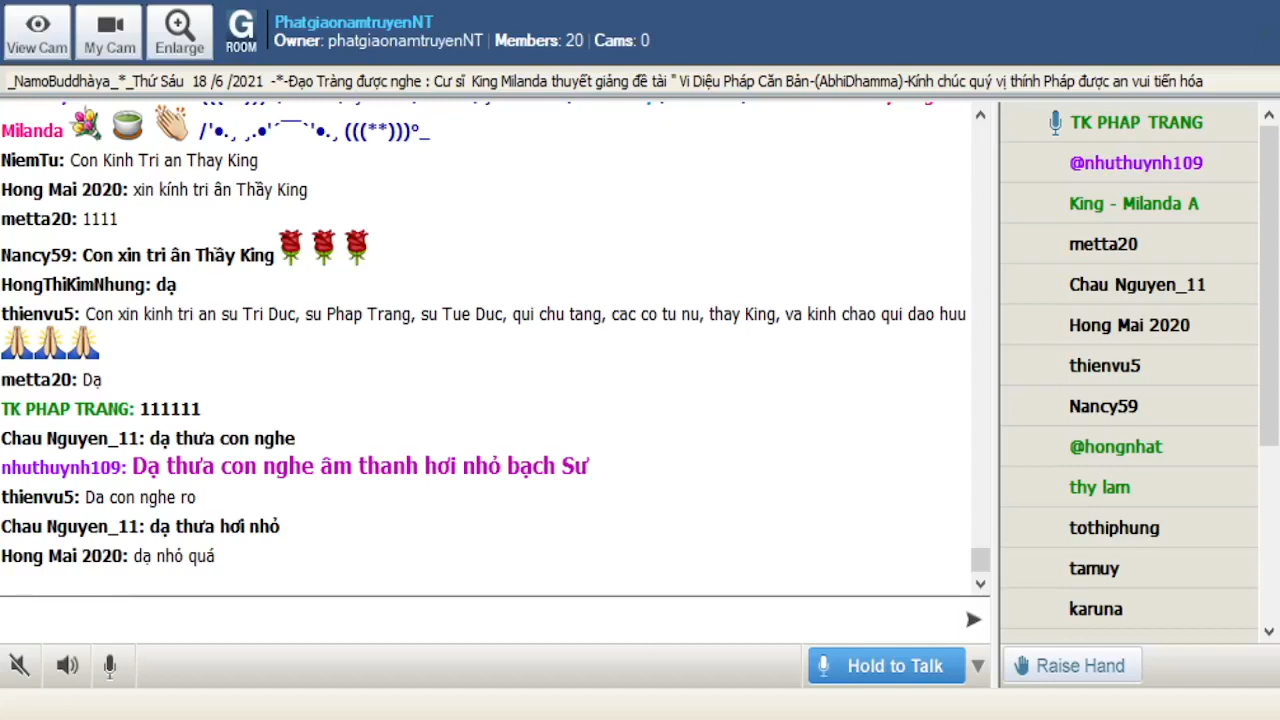 View Cam
My Cam
Enlarge
G
ROOM
PhatgiaonamtruyenNT
Owner: phatgiaonamtruyenNT | Members: 20 | Cams: 0
_NamoBuddhàya_*_Thứ Sáu 18 /6 /2021 -*-Đạo Tràng được nghe : Cư sĩ King Milanda thuyết giảng đề tài " Vi Diệu Pháp Căn Bản-(AbhiDhamma)-Kính chúc quý vị thính Pháp được an vui tiến hóa
Milanda /'•.¸ ¸.•'´¯¯`'•.¸ (((**)))°_
NiemTu: Con Kinh Tri an Thay King
Hong Mai 2020: xin kính tri ân Thầy King
metta20: 1111
Nancy59: Con xin tri ân Thầy King
HongThiKimNhung: dạ
thienvu5: Con xin kinh tri an su Tri Duc, su Phap Trang, su Tue Duc, qui chu tang, cac co tu nu, thay King, va kinh chao qui dao huu
metta20: Dạ
TK PHAP TRANG: 111111
Chau Nguyen_11: dạ thưa con nghe
nhuthuynh109: Dạ thưa con nghe âm thanh hơi nhỏ bạch Sư
thienvu5: Da con nghe ro
Chau Nguyen_11: dạ thưa hơi nhỏ
Hong Mai 2020: dạ nhỏ quá
TK PHAP TRANG
@nhuthuynh109
King - Milanda A
metta20
Chau Nguyen_11
Hong Mai 2020
thienvu5
Nancy59
@hongnhat
thy lam
tothiphung
tamuy
karuna
Hold to Talk
Raise Hand